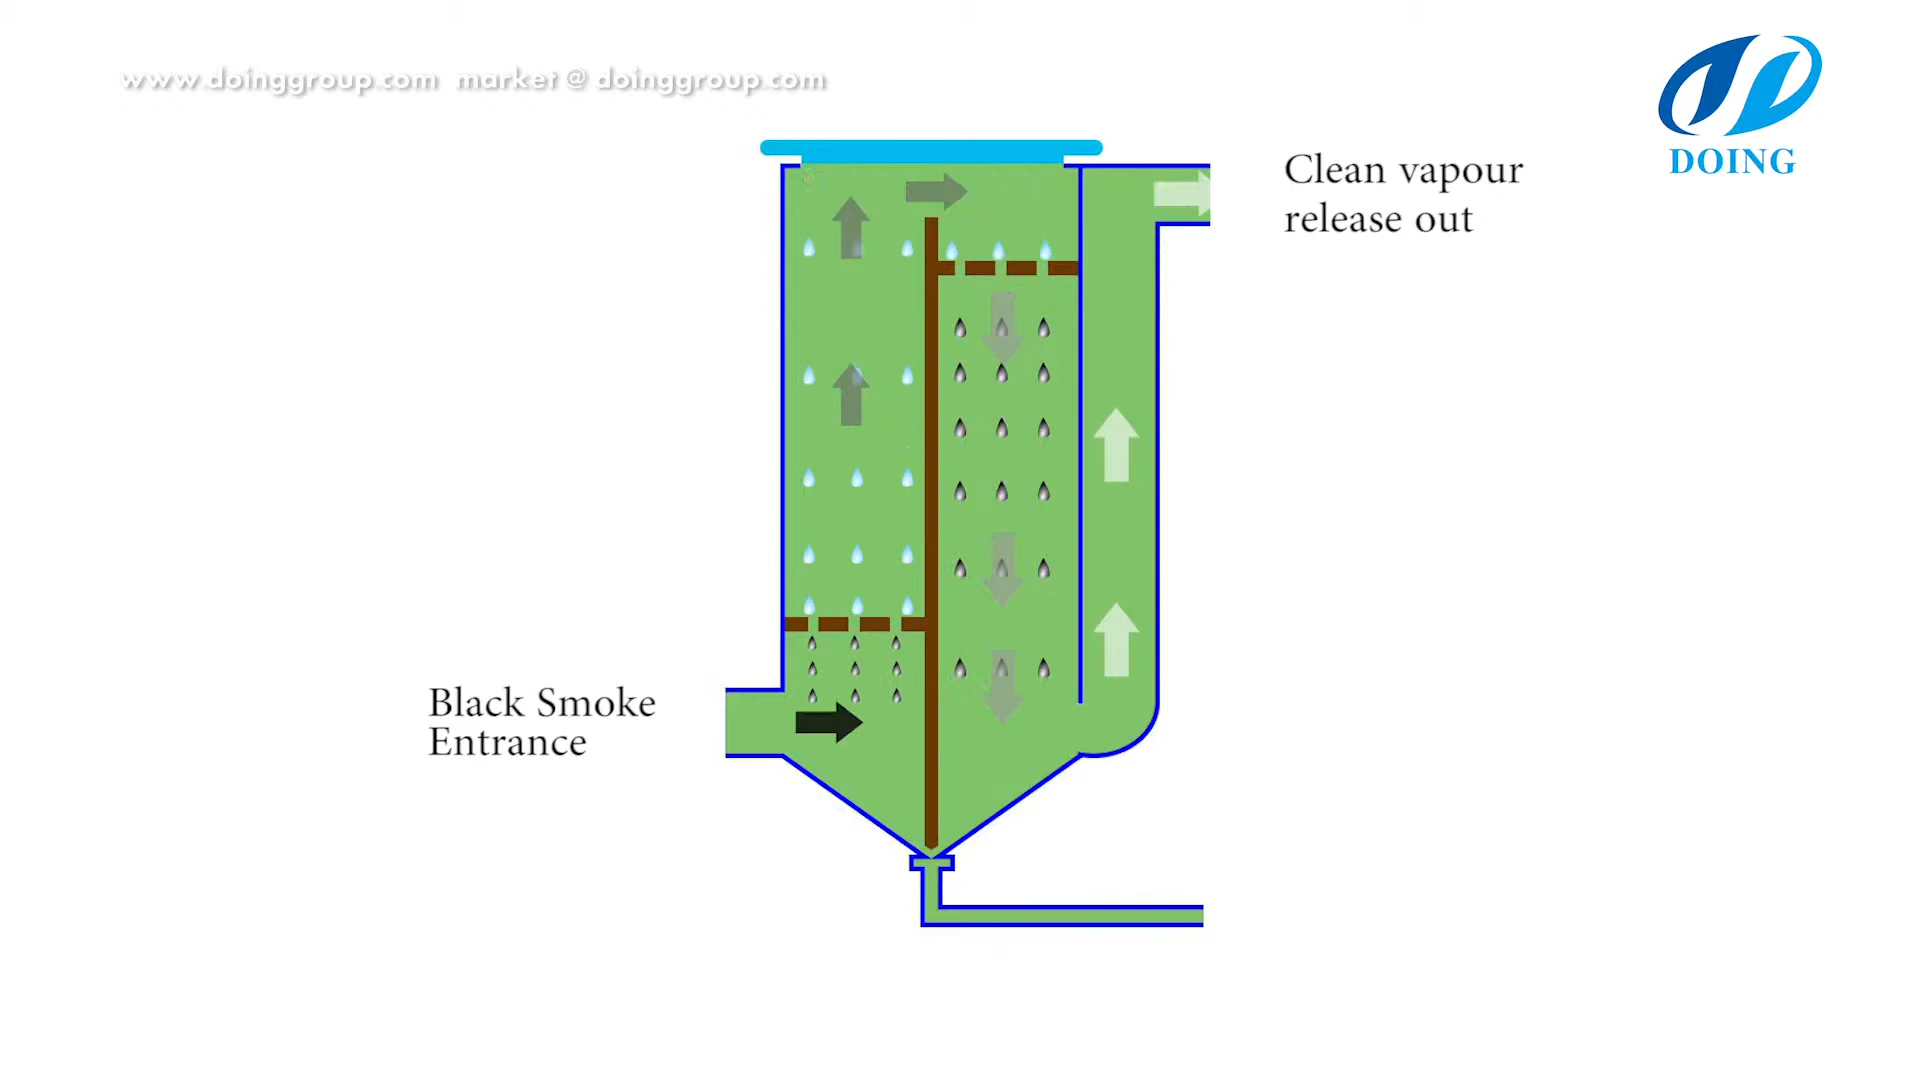 www.doinggroup.com market @ doinggroup.com
DOING
Clean vapour
release out
Black Smoke
Entrance